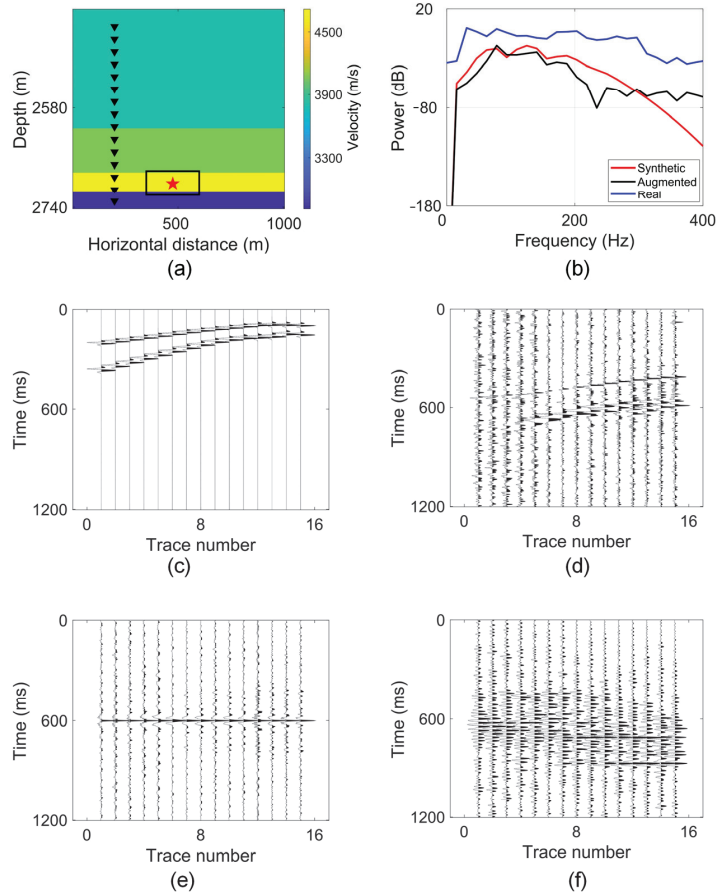 2580
2740
500
1000
Depth (m)
Horizontal distance (m)
4500
3900
3300
Velocity (m/s)
(a)
20
-80
-180
0
200
400
Power (dB)
Frequency (Hz)
Synthetic
Augmented
Real
(b)
0
600
1200
0
8
16
Time (ms)
Trace number
(c)
0
600
1200
0
8
16
Time (ms)
Trace number
(d)
0
600
1200
0
8
16
Time (ms)
Trace number
(e)
0
600
1200
0
8
16
Time (ms)
Trace number
(f)